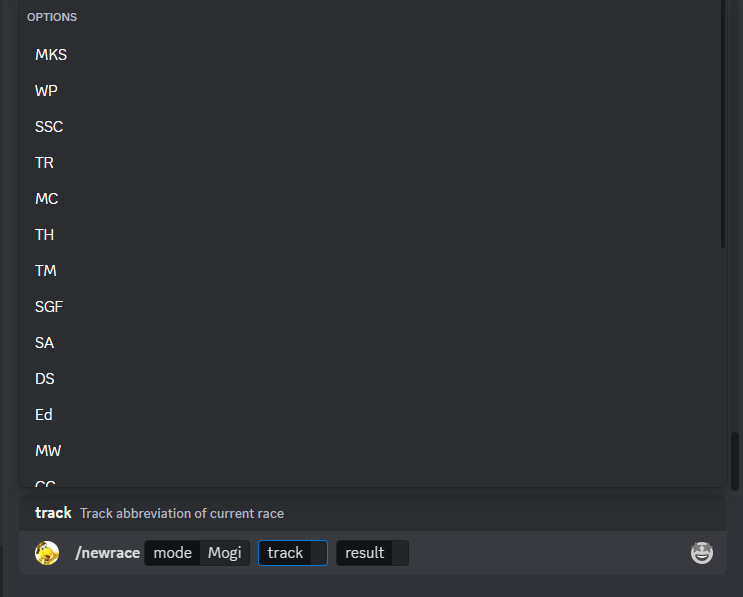 OPTIONS
MKS
WP
SSC
TR
MC
TH
TM
SGF
SA
DS
Ed
MW
track Track abbreviation of current race
/newrace mode Mogi track result